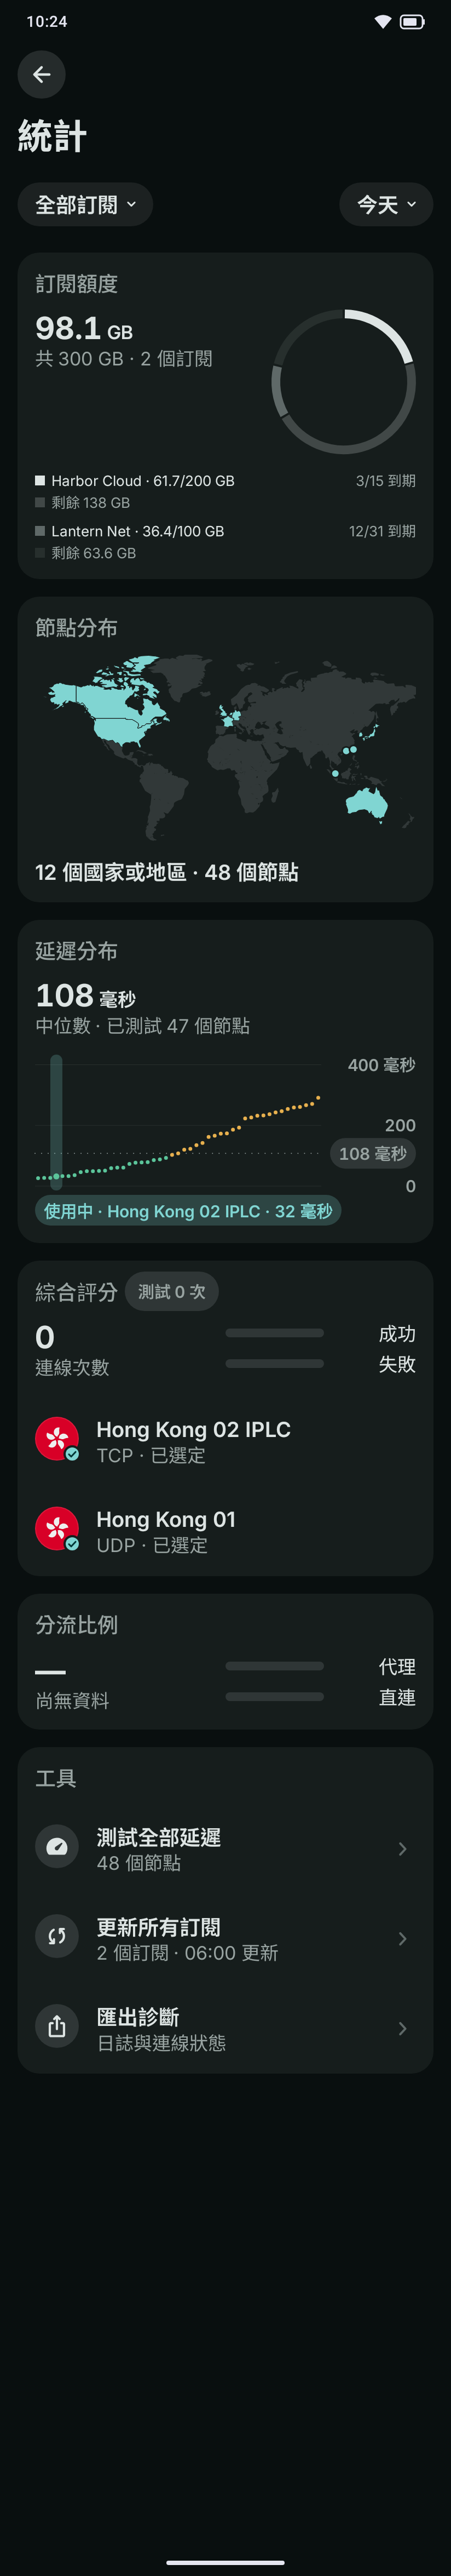 10:24
統計
全部訂閱
今天
訂閱額度
98.1 GB
共 300 GB · 2 個訂閱
Harbor Cloud · 61.7/200 GB
3/15 到期
剩餘 138 GB
Lantern Net · 36.4/100 GB
12/31 到期
剩餘 63.6 GB
節點分布
12 個國家或地區 · 48 個節點
延遲分布
108 毫秒
中位數 · 已測試 47 個節點
400 毫秒
200
108 毫秒
0
使用中 · Hong Kong 02 IPLC · 32 毫秒
綜合評分
測試 0 次
0
連線次數
成功
失敗
Hong Kong 02 IPLC
TCP · 已選定
Hong Kong 01
UDP · 已選定
分流比例
—
尚無資料
代理
直連
工具
測試全部延遲
48 個節點
更新所有訂閱
2 個訂閱 · 06:00 更新
匯出診斷
日誌與連線狀態